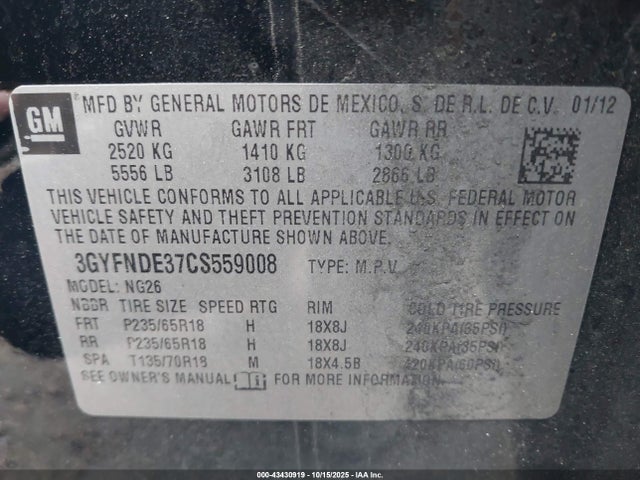 GM
MFD BY GENERAL MOTORS DE MEXICO, S. DE R.L. DE C.V. 01/12
GVWR GAWR FRT GAWR RR
2520 KG 1410 KG 1300 KG
5556 LB 3108 LB 2866 LB
THIS VEHICLE CONFORMS TO ALL APPLICABLE U.S. FEDERAL MOTOR
VEHICLE SAFETY AND THEFT PREVENTION STANDARDS IN EFFECT ON
THE DATE OF MANUFACTURE SHOWN ABOVE.
3GYFNDE37CS559008 TYPE: M.P.V
MODEL: NG26
TIRE SIZE SPEED RTG RIM COLD TIRE PRESSURE
FRT P235/65R18 H 18X8J 240KPA(35PSI)
RR P235/65R18 H 18X8J 240KPA(35PSI)
SPA T135/70R18 M 18X4.5B 420KPA(60PSI)
SEE OWNER'S MANUAL FOR MORE INFORMATION.
000-43430919 - 10/15/2025 - IAA Inc.